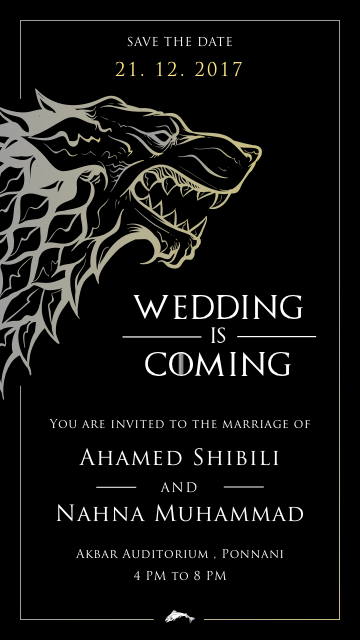 SAVE THE DATE
21. 12. 2017
WEDDING
IS
COMING
YOU ARE INVITED TO THE MARRIAGE OF
AHAMED SHIBILI
AND
NAHNA MUHAMMAD
AKBAR AUDITORIUM , PONNANI
4 PM TO 8 PM